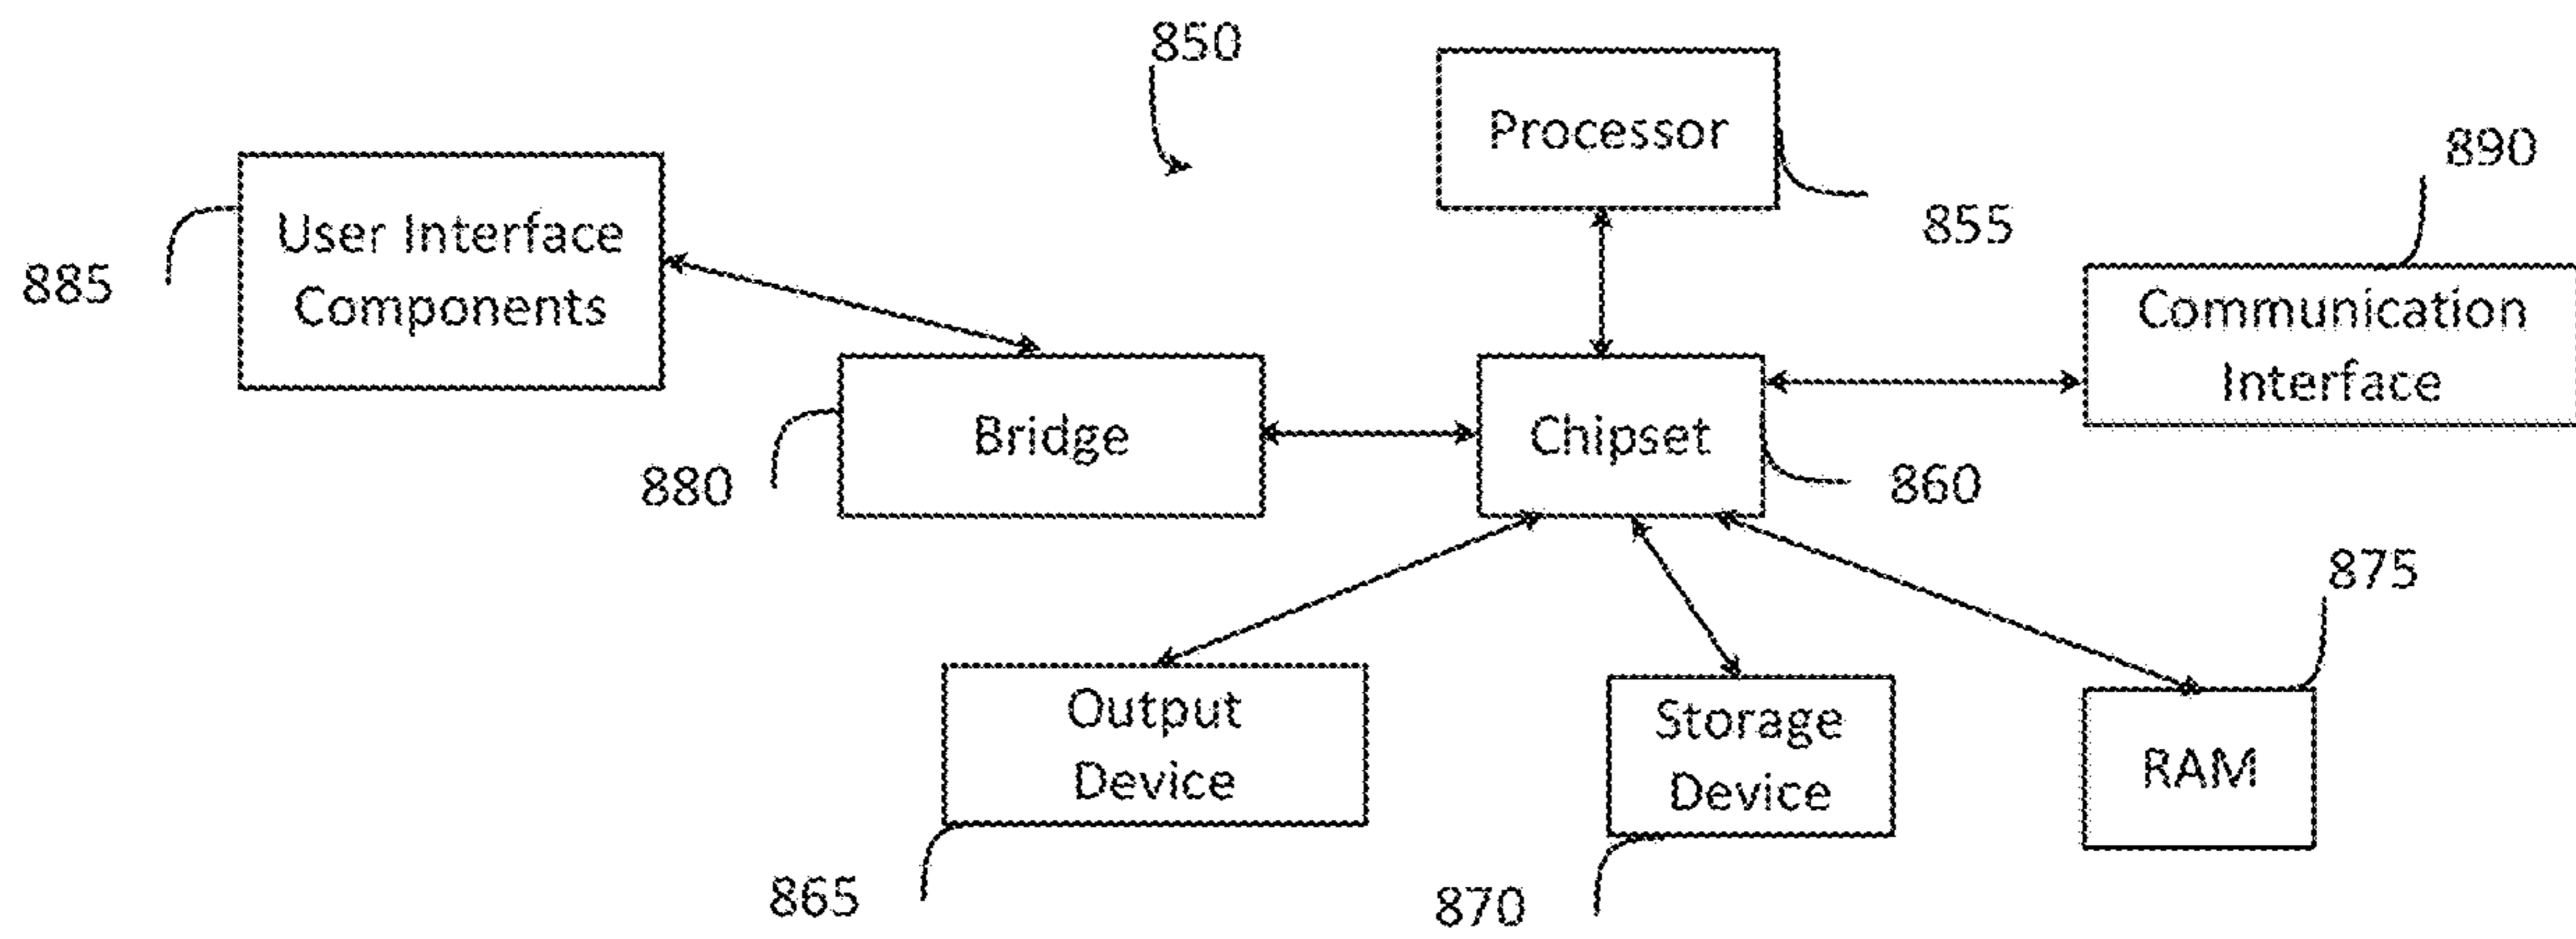 850
Processor
890
User Interface
Components
855
885
Communication
Interface
Bridge
Chipset
880
860
875
Output
Device
Storage
Device
RAM
865
870